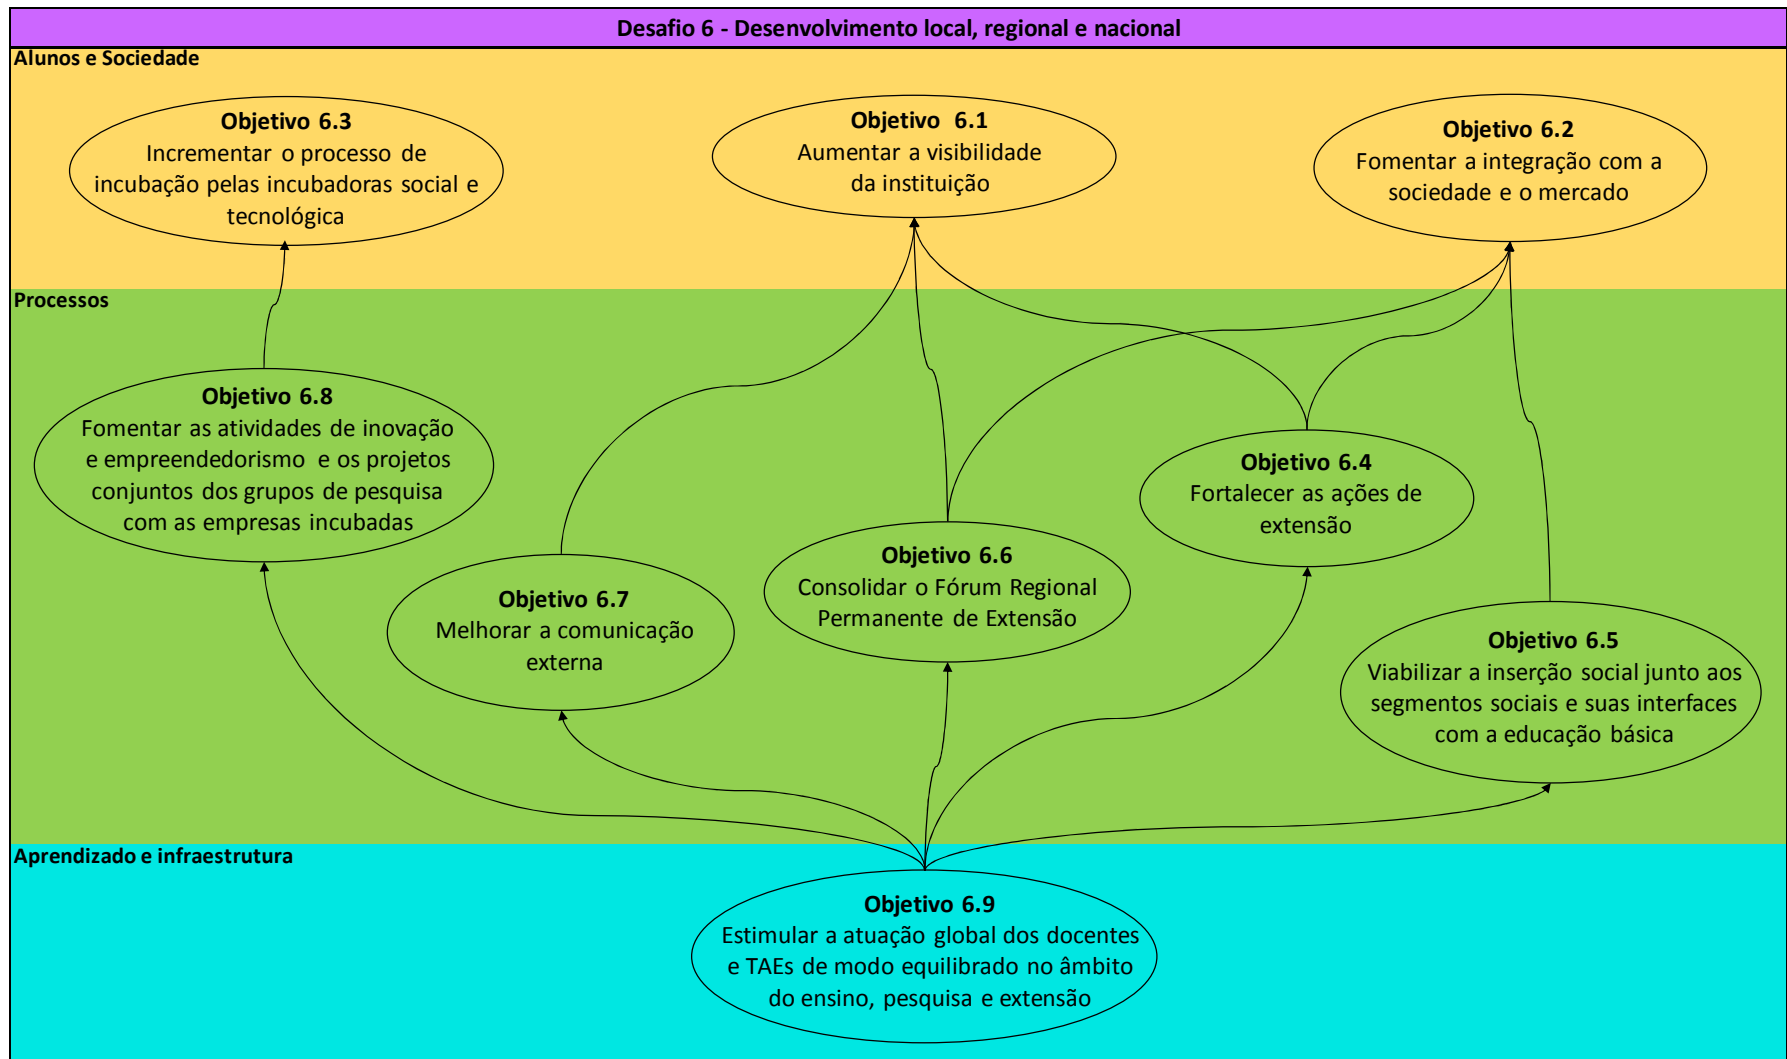 Desafio 6 - Desenvolvimento local, regional e nacional
Alunos e Sociedade
Objetivo 6.3
Incrementar o processo de
incubação pelas incubadoras social e
tecnológica
Objetivo 6.1
Aumentar a visibilidade
da instituição
Objetivo 6.2
Fomentar a integração com a
sociedade e o mercado
Processos
Objetivo 6.8
Fomentar as atividades de inovação
e empreendedorismo e os projetos
conjuntos dos grupos de pesquisa
com as empresas incubadas
Objetivo 6.7
Melhorar a comunicação
externa
Objetivo 6.6
Consolidar o Fórum Regional
Permanente de Extensão
Objetivo 6.4
Fortalecer as ações de
extensão
Objetivo 6.5
Viabilizar a inserção social junto aos
segmentos sociais e suas interfaces
com a educação básica
Aprendizado e infraestrutura
Objetivo 6.9
Estimular a atuação global dos docentes
e TAEs de modo equilibrado no âmbito
do ensino, pesquisa e extensão